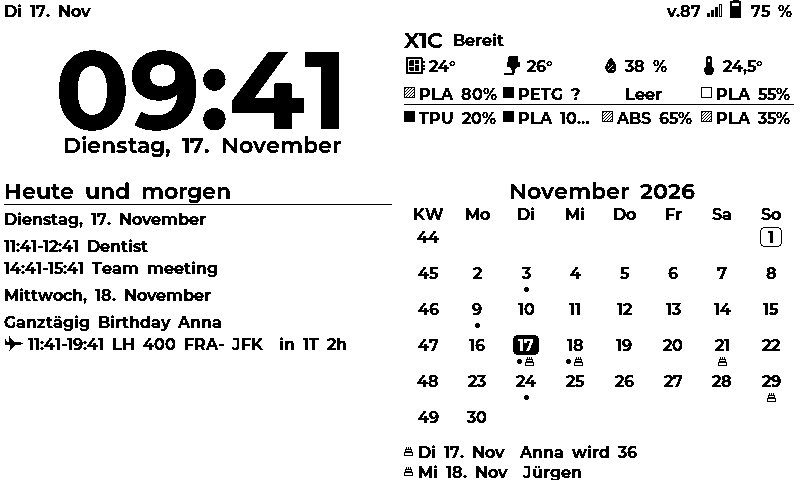 Di 17. Nov
v.87 75 %
09:41
Dienstag, 17. November
X1C Bereit
24° 26° 38 % 24,5°
PLA 80% PETG ? Leer PLA 55%
TPU 20% PLA 10... ABS 65% PLA 35%
Heute und morgen
Dienstag, 17. November
11:41-12:41 Dentist
14:41-15:41 Team meeting
Mittwoch, 18. November
Ganztägig Birthday Anna
11:41-19:41 LH 400 FRA- JFK in 1T 2h
November 2026
KW Mo Di Mi Do Fr Sa So
44 1
45 2 3 4 5 6 7 8
46 9 10 11 12 13 14 15
47 16 17 18 19 20 21 22
48 23 24 25 26 27 28 29
49 30
Di 17. Nov Anna wird 36
Mi 18. Nov Jürgen